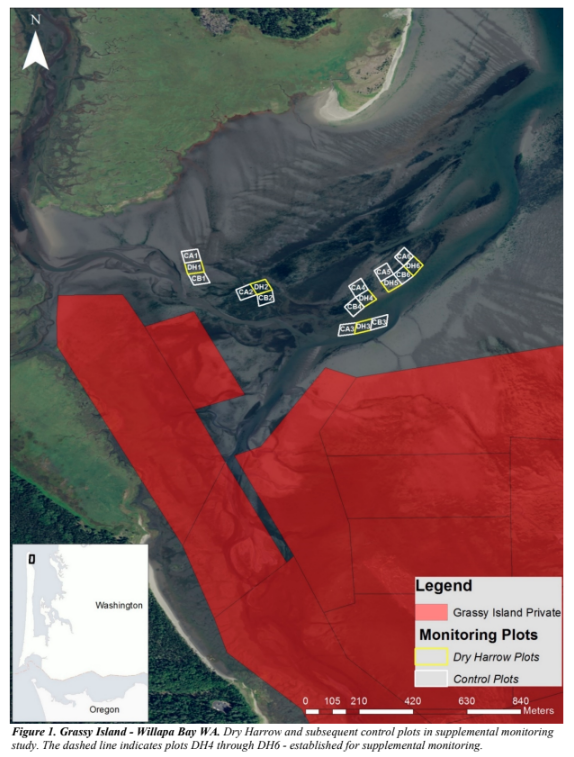 N
CA1
DH1
CB1
CA2 DH2
CB2
CA6
DH6
CA5 CB6
DH5
CA4
DH4
CB4
CA3 DH3 CB3
Washington
Oregon
Legend
Grassy Island Private
Monitoring Plots
Dry Harrow Plots
Control Plots
0 105 210 420 630 840
Meters
Figure 1. Grassy Island - Willapa Bay WA. Dry Harrow and subsequent control plots in supplemental monitoring
study. The dashed line indicates plots DH4 through DH6 - established for supplemental monitoring.